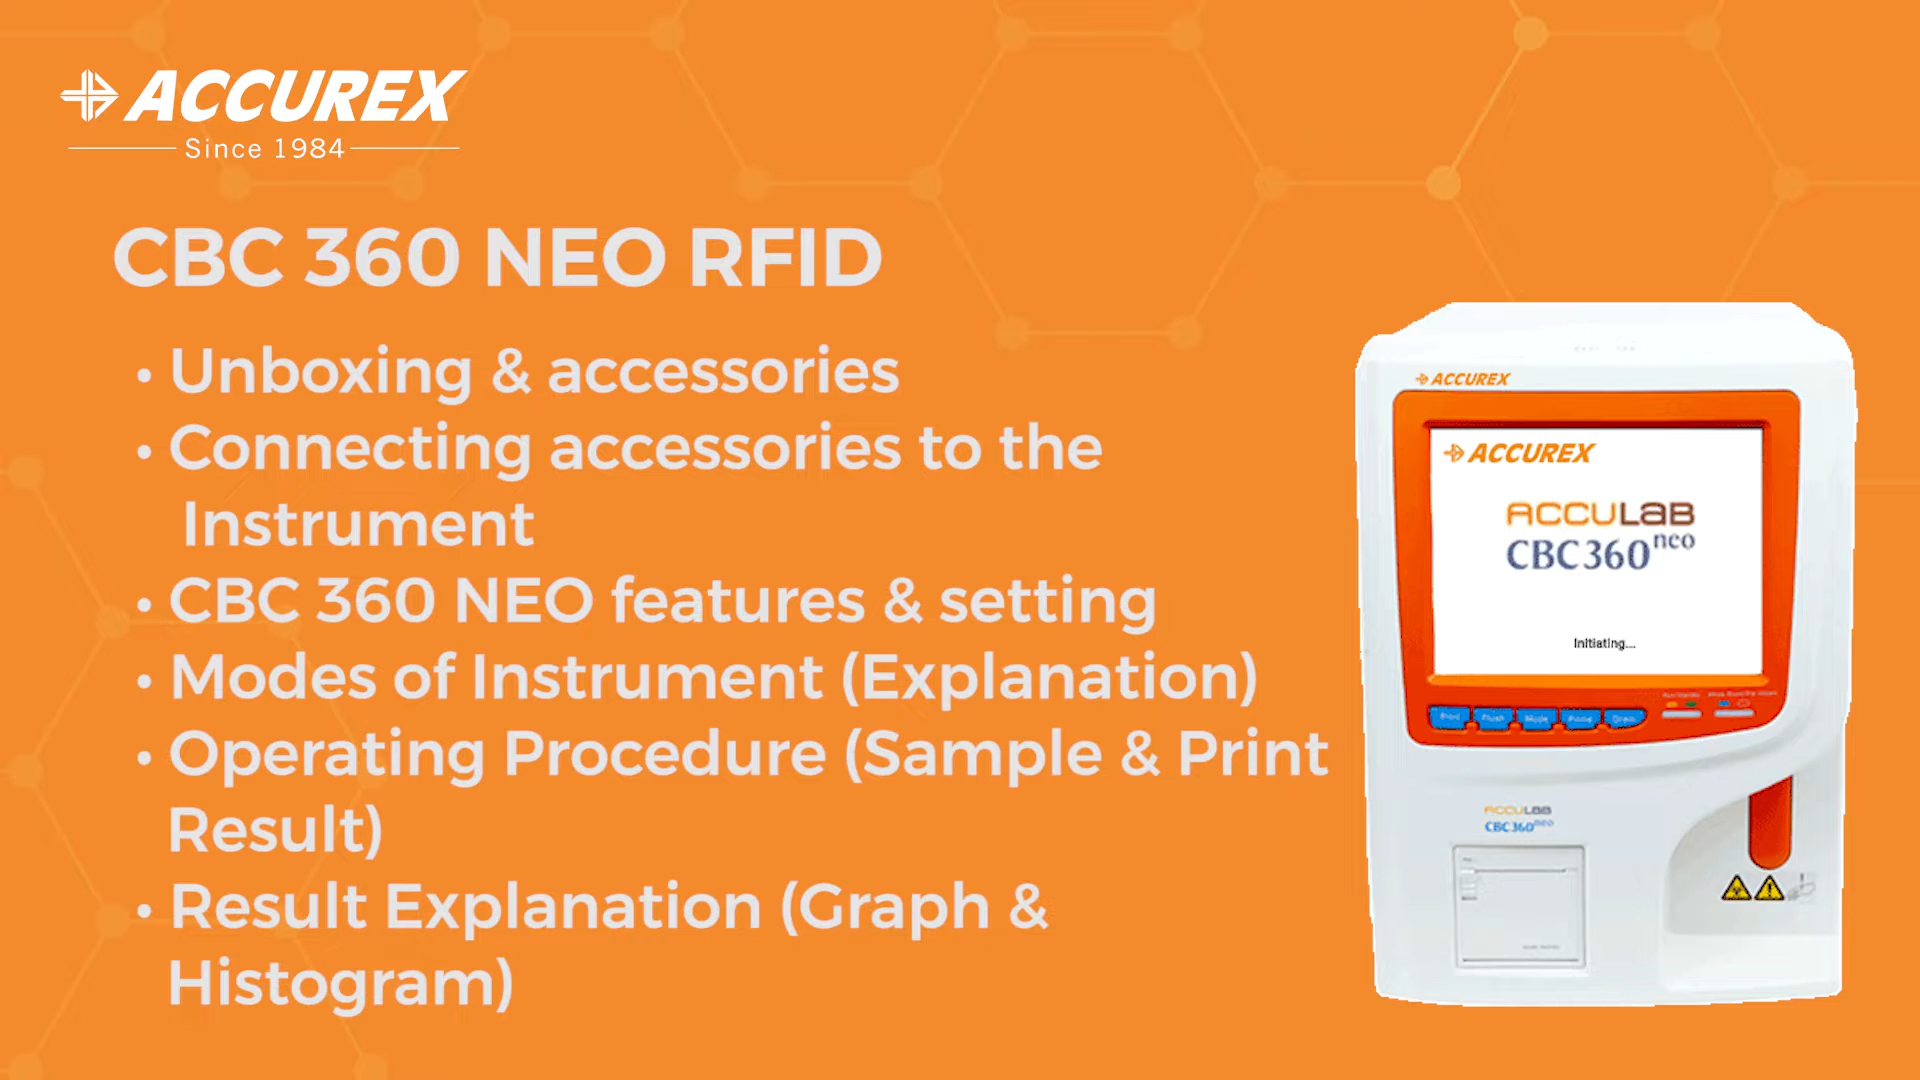 ACCUREX
Since 1984
CBC 360 NEO RFID
• Unboxing & accessories
• Connecting accessories to the
Instrument
• CBC 360 NEO features & setting
• Modes of Instrument (Explanation)
• Operating Procedure (Sample & Print
Result)
• Result Explanation (Graph &
Histogram)
ACCUREX
ACCUREX
ACCULAB
CBC360neo
Initiating...
Mode
ACCULAB
CBC360neo